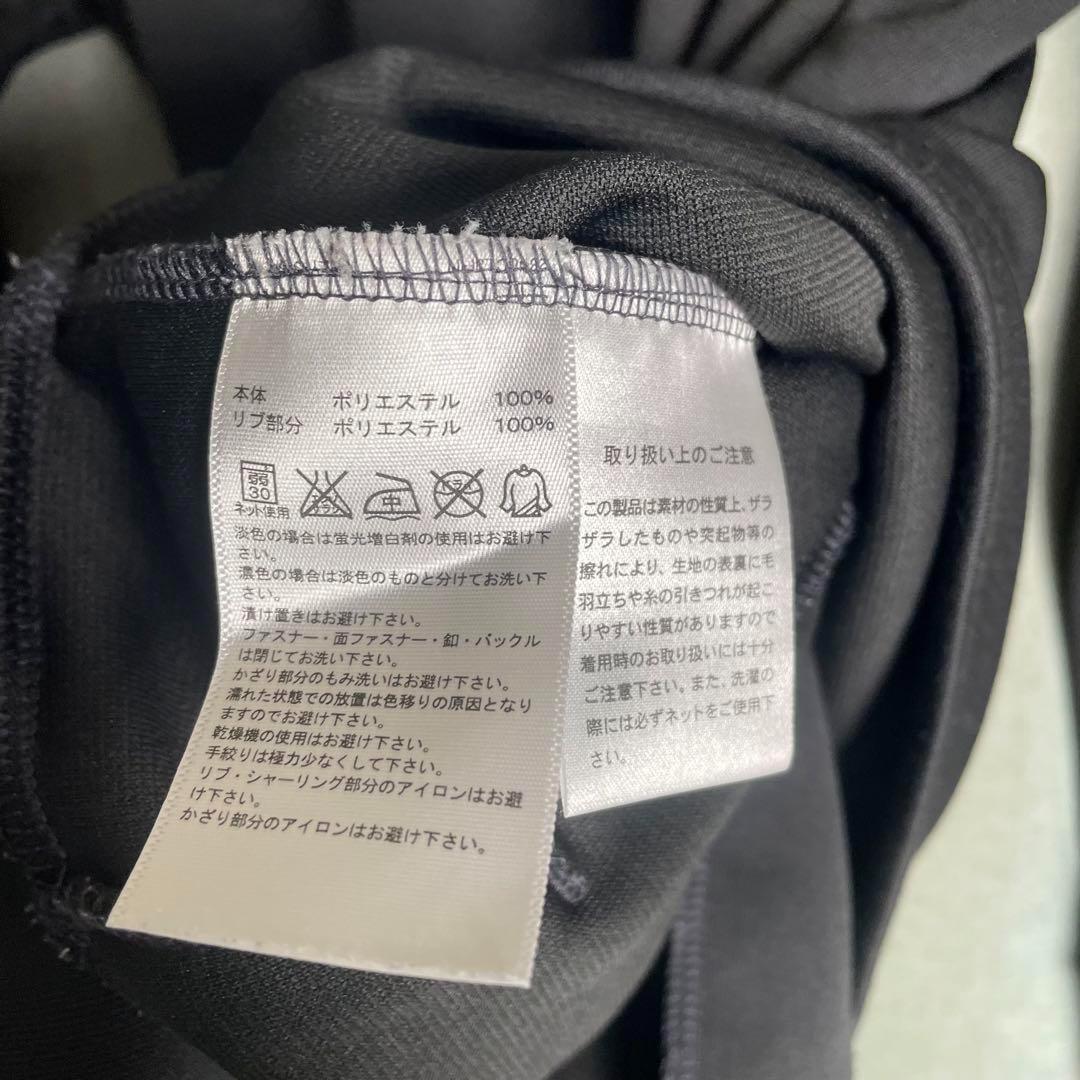 本体 ポリエステル 100%
リブ部分 ポリエステル 100%
弱
30
ネット使用
エンソサラシ
中
ドライ
淡色の場合は蛍光増白剤の使用はお避け下
さい。
濃色の場合は淡色のものと分けてお洗い下
さい。
漬け置きはお避け下さい。
ファスナー・面ファスナー・釦・バックル
は閉じてお洗い下さい。
かざり部分のもみ洗いはお避け下さい。
濡れた状態での放置は色移りの原因となり
ますのでお避け下さい。
乾燥機の使用はお避け下さい。
手絞りは極力少なくして下さい。
リブ・シャーリング部分のアイロンはお避
け下さい。
かざり部分のアイロンはお避け下さい。
取り扱い上のご注意
この製品は素材の性質上、ザラ
ザラしたものや突起物等の
擦れにより、生地の表裏に毛
羽立ちや糸の引きつれが起こ
りやすい性質がありますので
着用時のお取り扱いには十分
ご注意下さい。また、洗濯の
際には必ずネットをご使用下
さい。